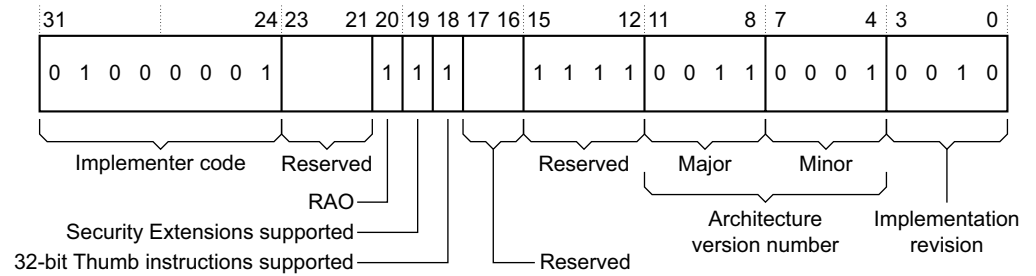 31 24 23 21 20 19 18 17 16 15 12 11 8 7 4 3 0
0 1 0 0 0 0 0 1 1 1 1 1 1 1 1 0 0 1 1 0 0 0 1 0 0 1 0
Implementer code Reserved Reserved Major Minor
RAO
Security Extensions supported
32-bit Thumb instructions supported
Reserved
Architecture
version number
Implementation
revision